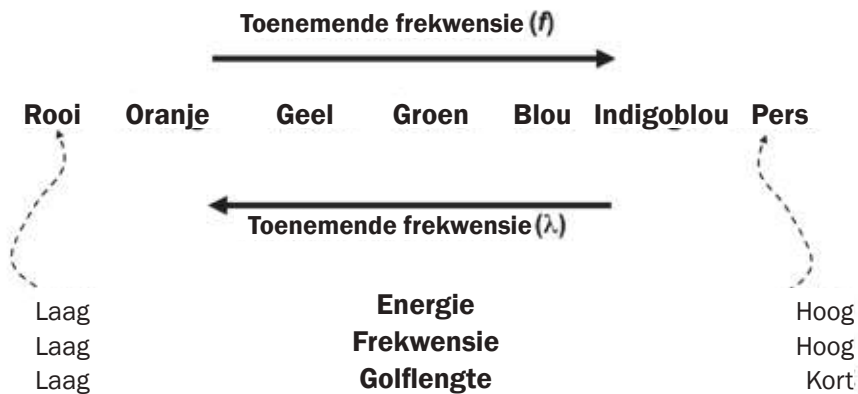 Toenemende frekwensie (f)
Rooi Oranje Geel Groen Blou Indigoblou Pers
Toenemende frekwensie (λ)
Laag Energie Hoog
Laag Frekwensie Hoog
Laag Golflengte Kort